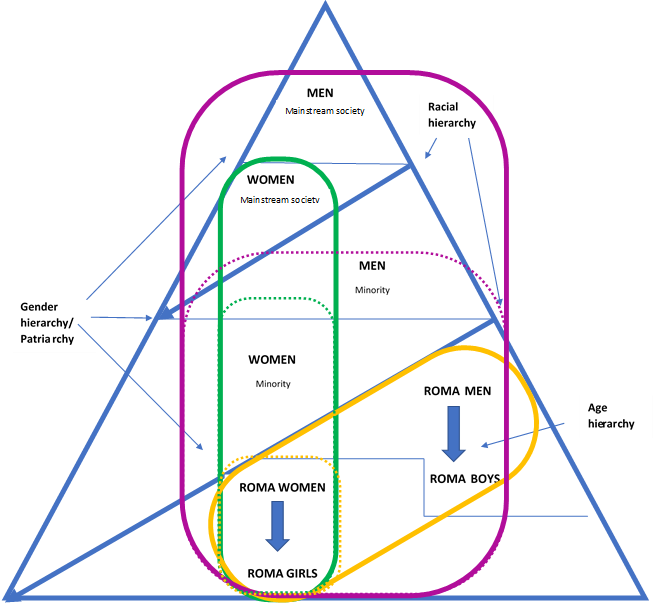 MEN
Mainstream society
Racial
hierarchy
WOMEN
Mainstream society
MEN
Minority
Gender
hierarchy/
Patriarchy
WOMEN
Minority
ROMA MEN
Age
hierarchy
ROMA BOYS
ROMA WOMEN
ROMA GIRLS